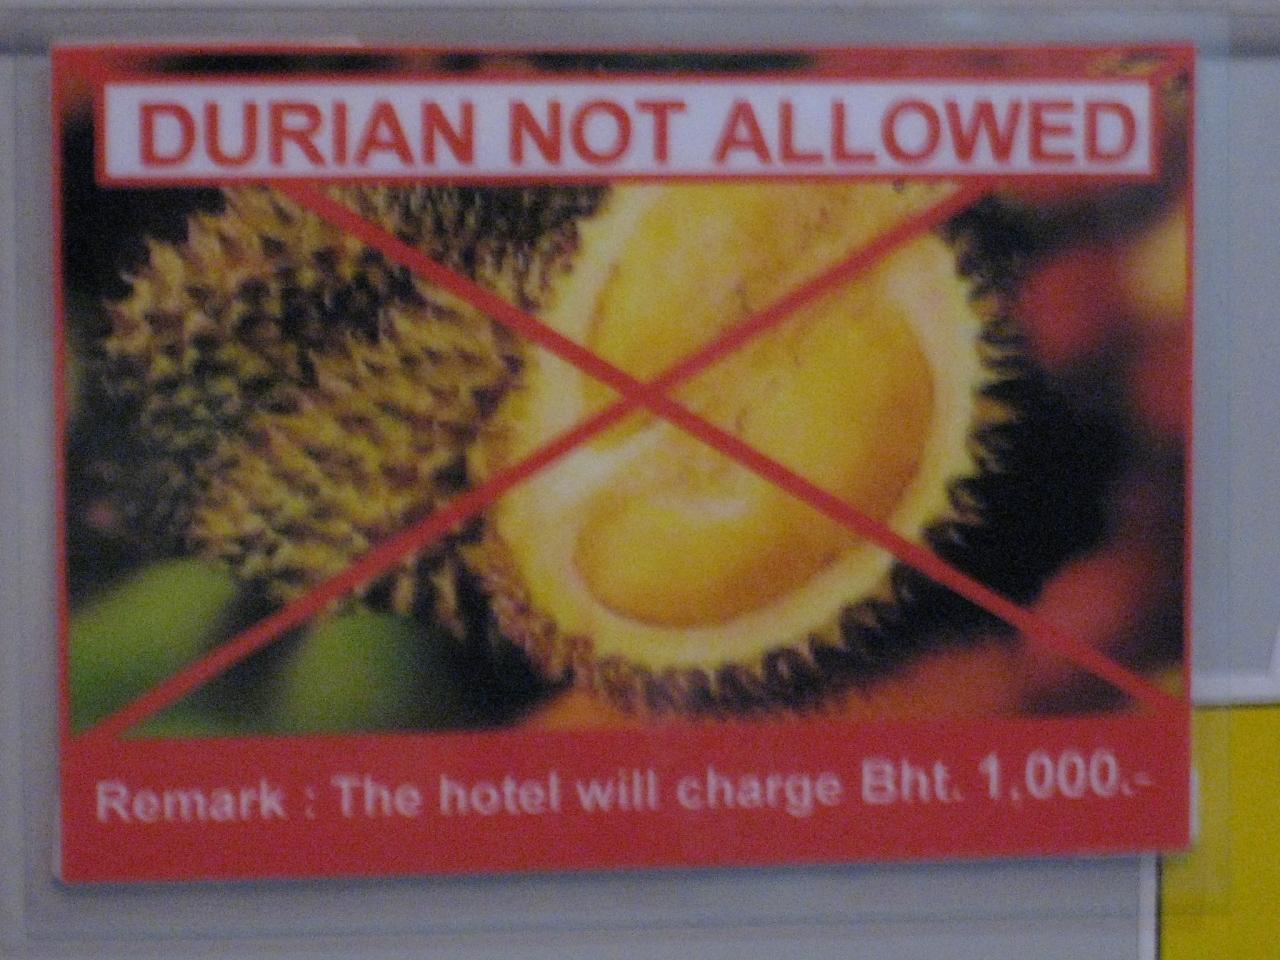 DURIAN NOT ALLOWED
Remark : The hotel will charge Bht. 1,000.-